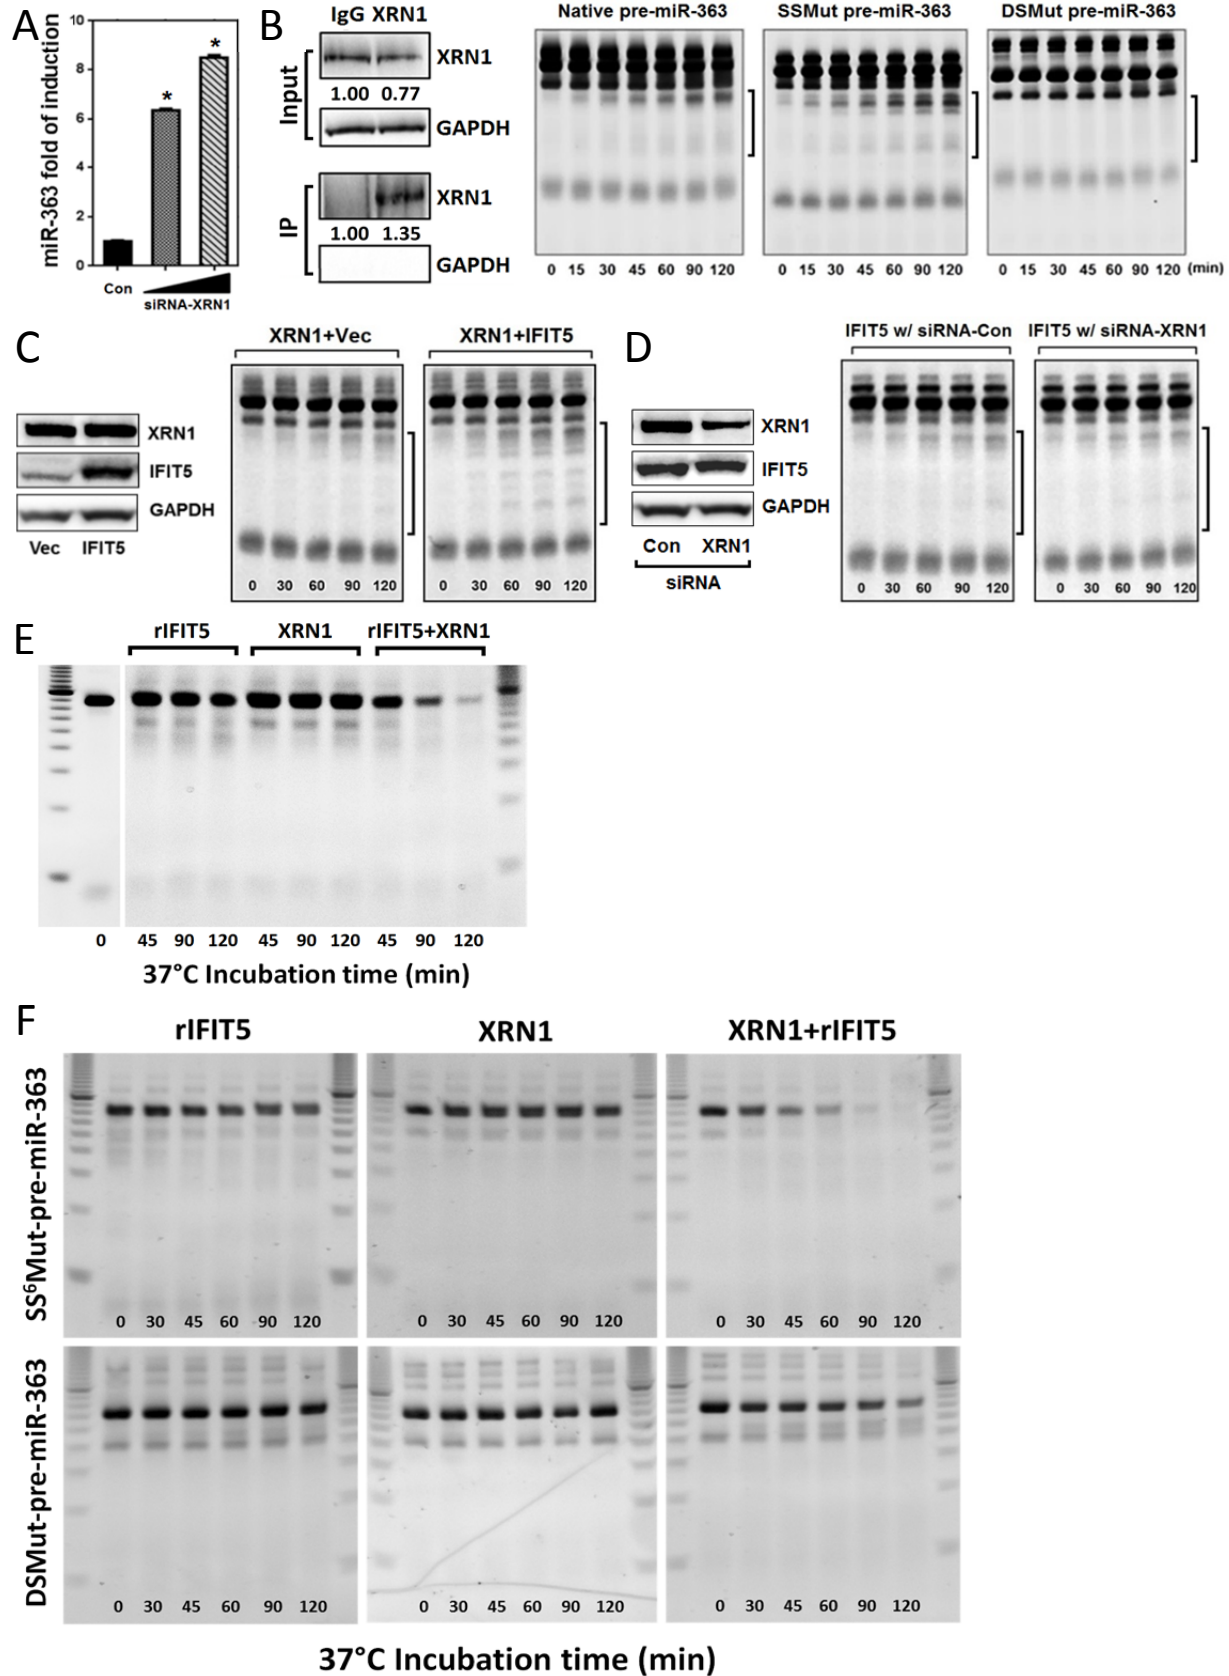 A
miR-363 fold of induction
10
8
6
4
2
0
*
*
Con
siRNA-XRN1
B
IgG XRN1
Input
XRN1
1.00 0.77
GAPDH
IP
XRN1
1.00 1.35
GAPDH
Native pre-miR-363
0 15 30 45 60 90 120
SSMut pre-miR-363
0 15 30 45 60 90 120
DSMut pre-miR-363
0 15 30 45 60 90 120 (min)
C
XRN1
IFIT5
GAPDH
Vec IFIT5
XRN1+Vec
0 30 60 90 120
XRN1+IFIT5
0 30 60 90 120
D
XRN1
IFIT5
GAPDH
Con XRN1
siRNA
IFIT5 w/ siRNA-Con
0 30 60 90 120
IFIT5 w/ siRNA-XRN1
0 30 60 90 120
E
rIFIT5 XRN1 rIFIT5+XRN1
0 45 90 120 45 90 120 45 90 120
37°C Incubation time (min)
F
rIFIT5 XRN1 XRN1+rIFIT5
SS⁶Mut-pre-miR-363
0 30 45 60 90 120 0 30 45 60 90 120 0 30 45 60 90 120
DSMut-pre-miR-363
0 30 45 60 90 120 0 30 45 60 90 120 0 30 45 60 90 120
37°C Incubation time (min)